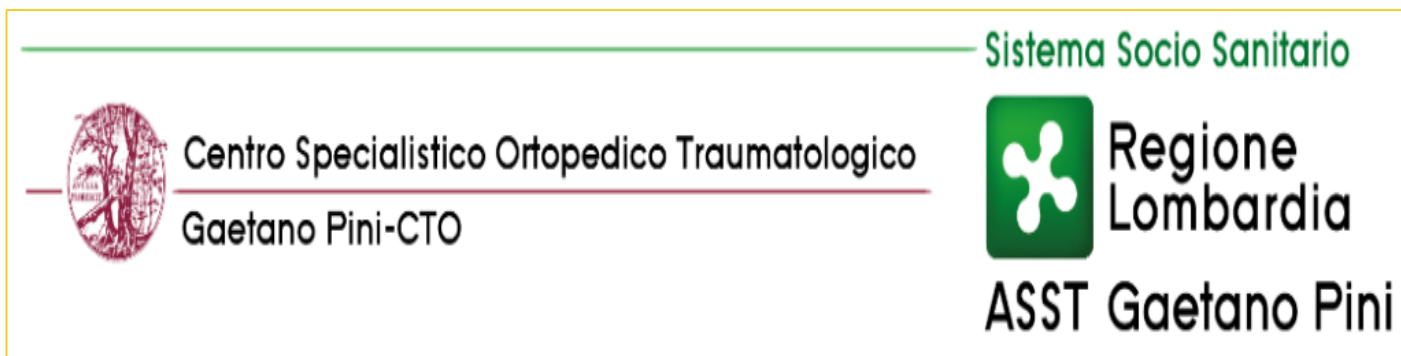 Sistema Socio Sanitario
Centro Specialistico Ortopedico Traumatologico
Gaetano Pini-CTO
Regione
Lombardia
ASST Gaetano Pini